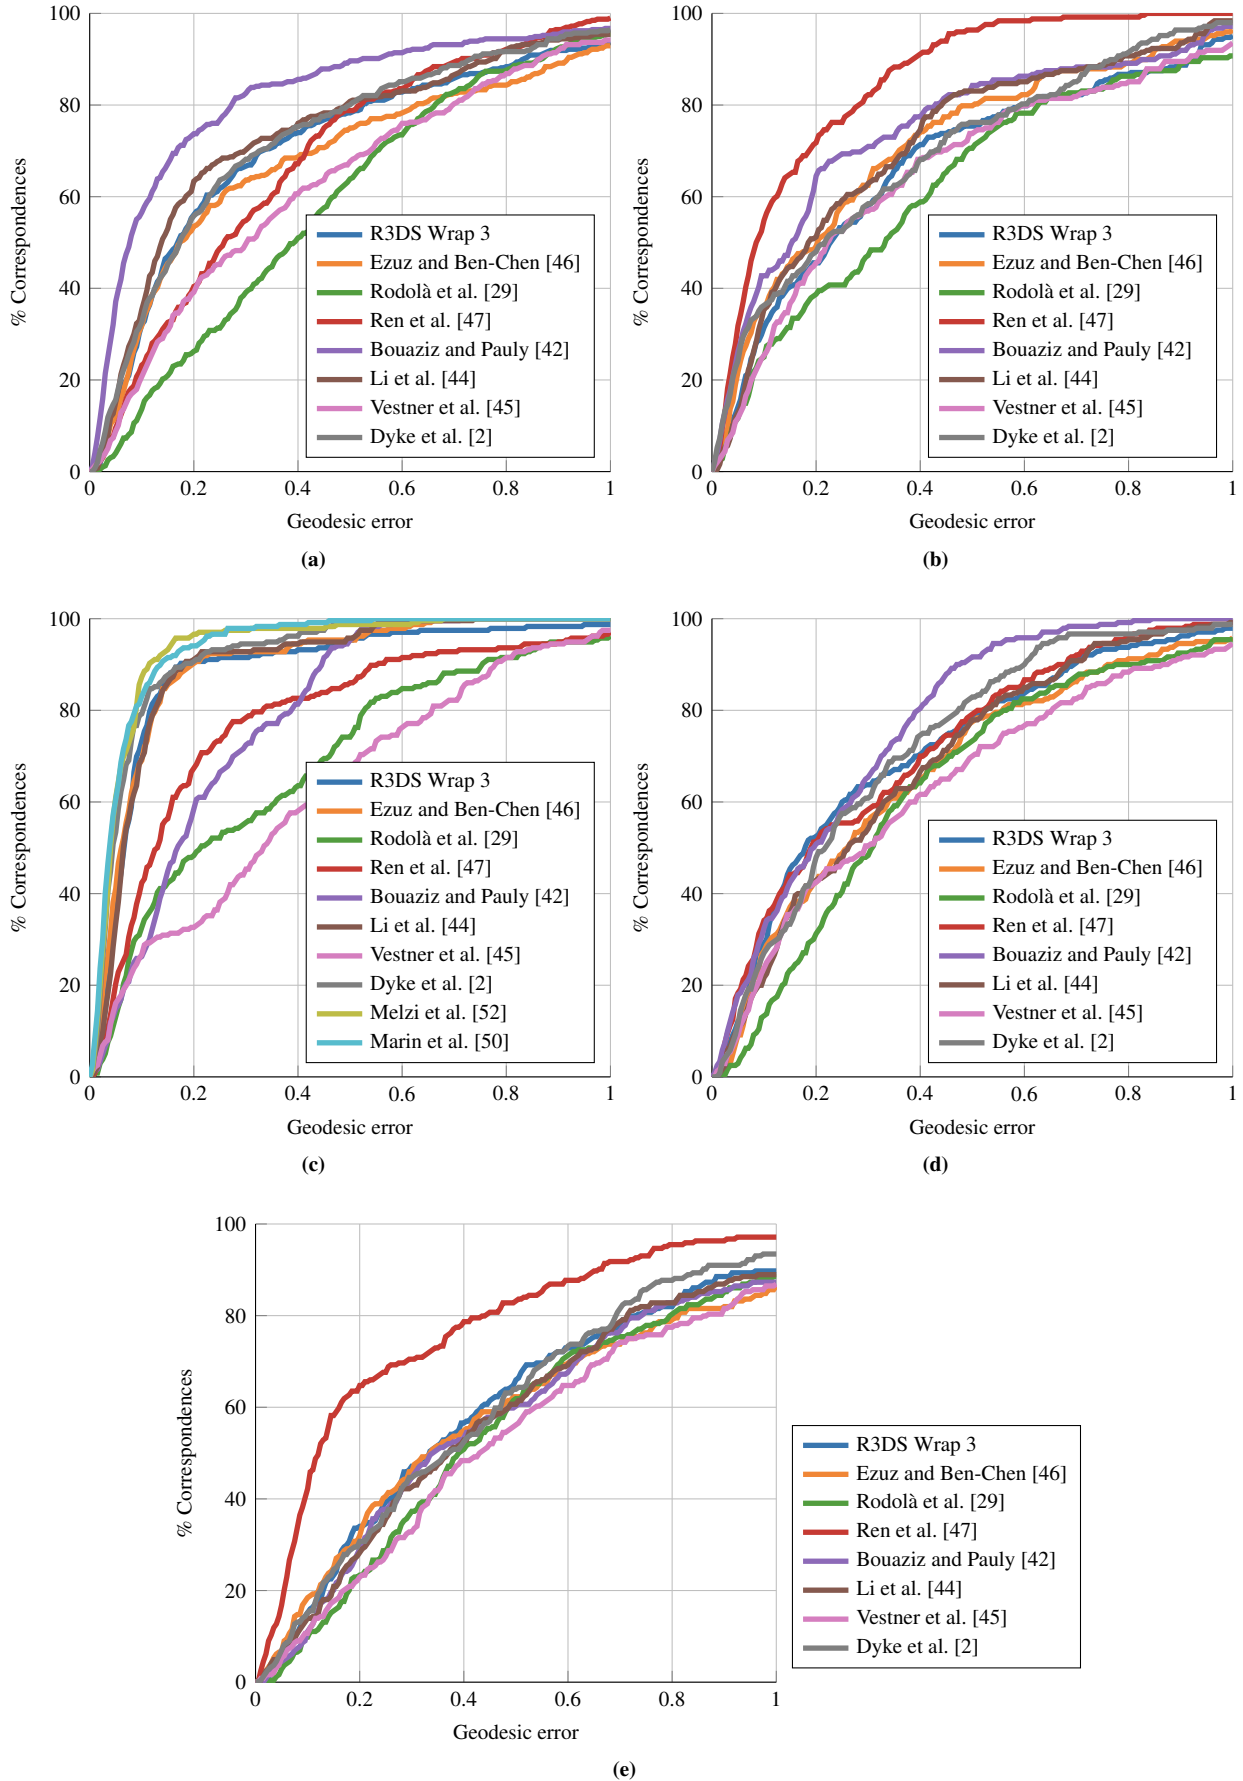 100
80
60
40
20
0
% Correspondences
R3DS Wrap 3
Ezuz and Ben-Chen [46]
Rodolà et al. [29]
Ren et al. [47]
Bouaziz and Pauly [42]
Li et al. [44]
Vestner et al. [45]
Dyke et al. [2]
0 0.2 0.4 0.6 0.8 1
Geodesic error
(a)
100
80
60
40
20
0
% Correspondences
R3DS Wrap 3
Ezuz and Ben-Chen [46]
Rodolà et al. [29]
Ren et al. [47]
Bouaziz and Pauly [42]
Li et al. [44]
Vestner et al. [45]
Dyke et al. [2]
0 0.2 0.4 0.6 0.8 1
Geodesic error
(b)
100
80
60
40
20
0
% Correspondences
R3DS Wrap 3
Ezuz and Ben-Chen [46]
Rodolà et al. [29]
Ren et al. [47]
Bouaziz and Pauly [42]
Li et al. [44]
Vestner et al. [45]
Dyke et al. [2]
Melzi et al. [52]
Marin et al. [50]
0 0.2 0.4 0.6 0.8 1
Geodesic error
(c)
100
80
60
40
20
0
% Correspondences
R3DS Wrap 3
Ezuz and Ben-Chen [46]
Rodolà et al. [29]
Ren et al. [47]
Bouaziz and Pauly [42]
Li et al. [44]
Vestner et al. [45]
Dyke et al. [2]
0 0.2 0.4 0.6 0.8 1
Geodesic error
(d)
100
80
60
40
20
0
% Correspondences
0 0.2 0.4 0.6 0.8 1
Geodesic error
R3DS Wrap 3
Ezuz and Ben-Chen [46]
Rodolà et al. [29]
Ren et al. [47]
Bouaziz and Pauly [42]
Li et al. [44]
Vestner et al. [45]
Dyke et al. [2]
(e)